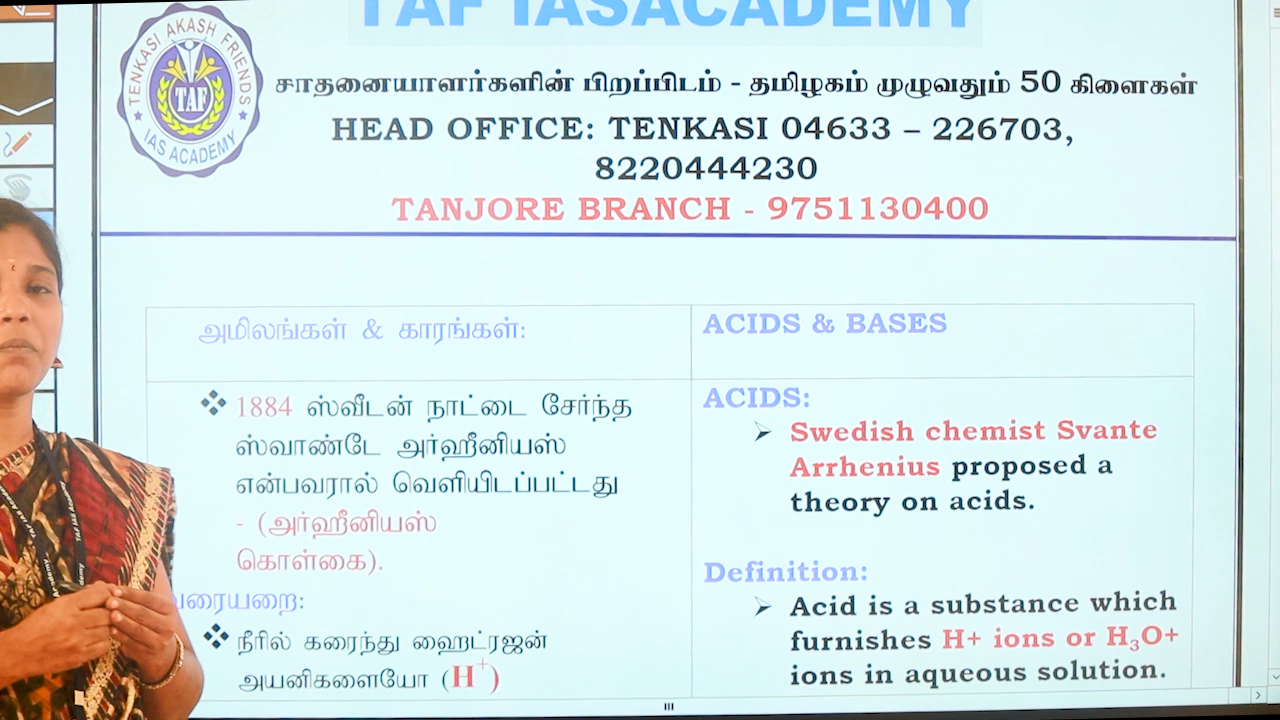 TAF IASACADEMY
TENKASI AKASH FRIENDS
TAF
IAS ACADEMY
சாதனையாளர்களின் பிறப்பிடம் - தமிழகம் முழுவதும் 50 கிளைகள்
HEAD OFFICE: TENKASI 04633 – 226703,
8220444230
TANJORE BRANCH - 9751130400
அமிலங்கள் & காரங்கள்:
❖ 1884 ஸ்வீடன் நாட்டை சேர்ந்த
ஸ்வாண்டே அர்ஹீனியஸ்
என்பவரால் வெளியிடப்பட்டது
- (அர்ஹீனியஸ்
கொள்கை).
வரையறை:
❖ நீரில் கரைந்து ஹைட்ரஜன்
அயனிகளையோ (H⁺)
ACIDS & BASES
ACIDS:
➢ Swedish chemist Svante
Arrhenius proposed a
theory on acids.
Definition:
➢ Acid is a substance which
furnishes H+ ions or H₃O+
ions in aqueous solution.